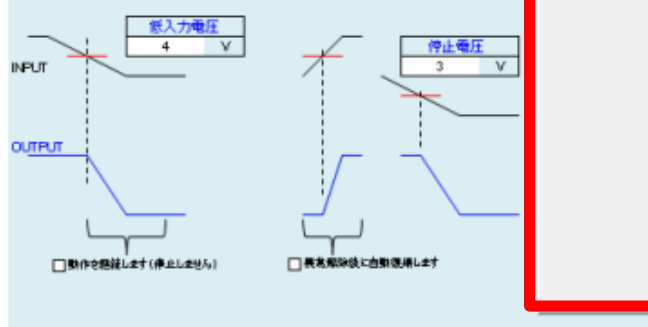 低入力電圧
4 V
停止電圧
3 V
INPUT
OUTPUT
動作を継続します(停止しません)
異常解除後に自動復帰します